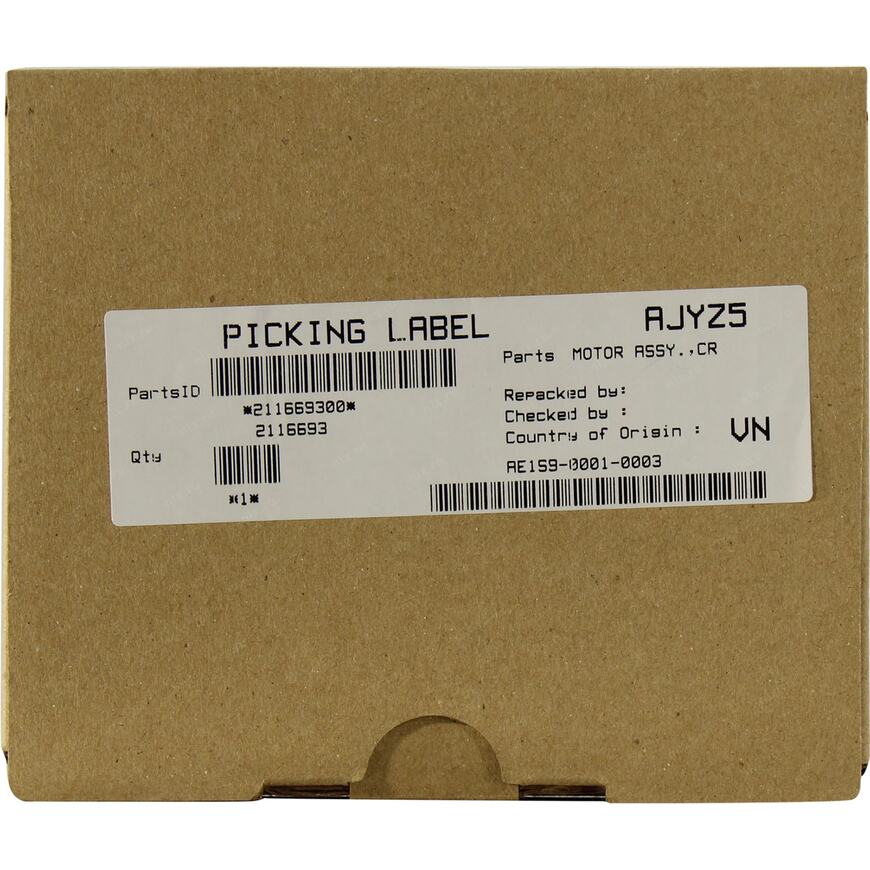 PICKING LABEL
AJYZ5
Parts MOTOR ASSY.,CR
PartsID
*211669300*
2116693
Repacked by:
Checked by :
Country of Origin : VN
Qty
*1*
AE1S9-0001-0003